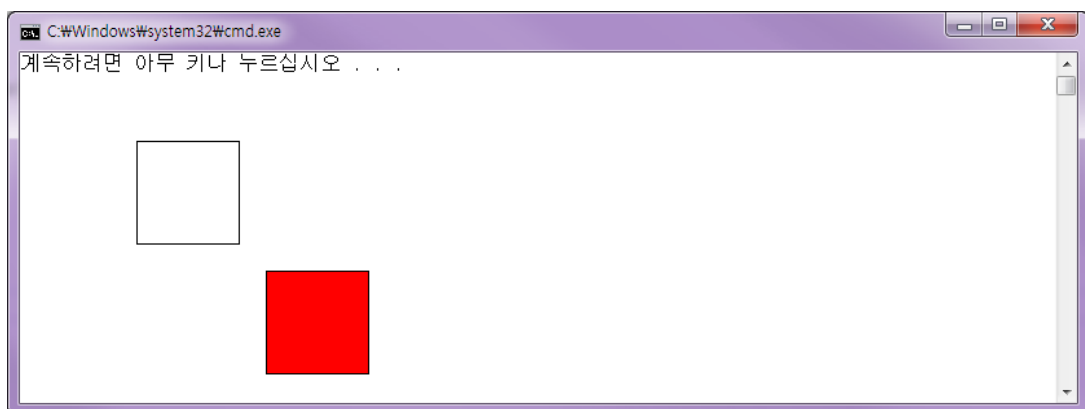 C:\Windows\system32\cmd.exe
계속하려면 아무 키나 누르십시오 . . .